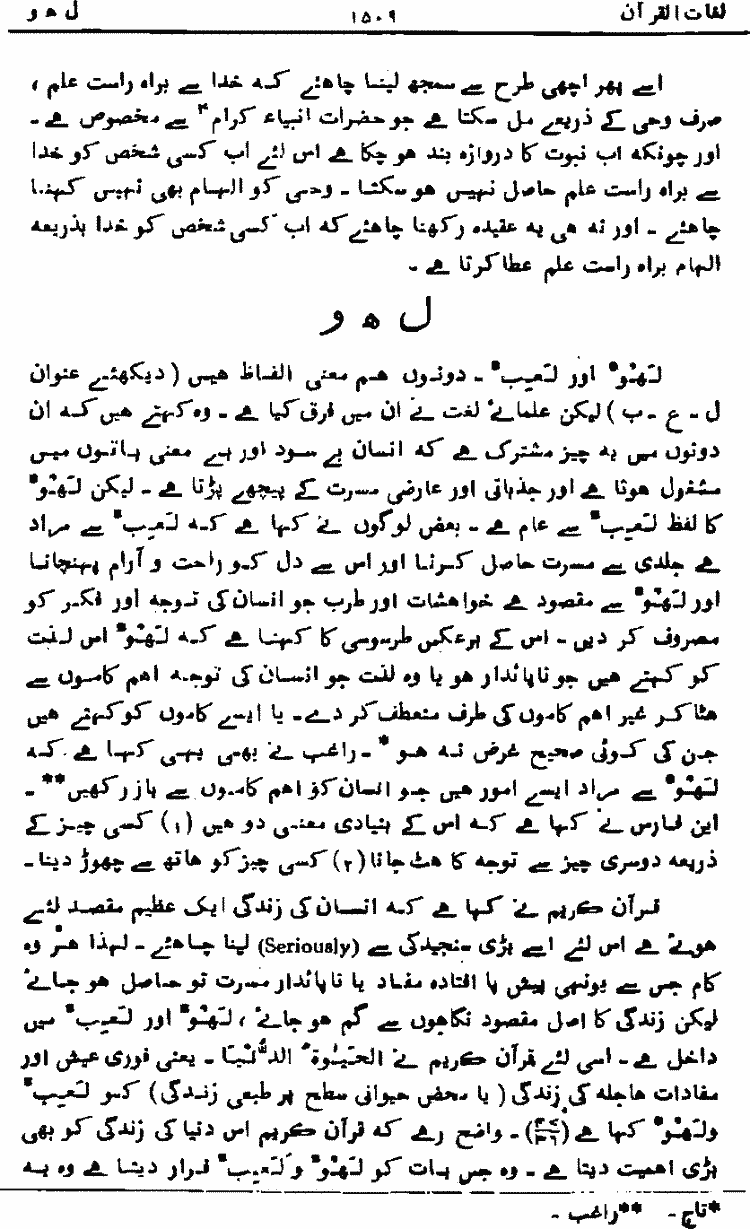 لغات القرآن ۱۵۰۹ ل ھ و
اسے پھر اچھی طرح سے سمجھ لینا چاھئے کہ خدا سے براہ راست علم ،
صرف وحی کے ذریعے مل سکتا ہے جو حضرات انبیاء کرام۴ سے مخصوص ہے ۔
اور چونکہ اب نبوت کا دروازہ بند ہو چکا ہے اس لئے اب کسی شخص کو خدا
سے براہ راست علم حاصل نہیں ہو سکتا ۔ وحی کو الہام بھی نہیں کہنا
چاھئے ۔ اور نہ ہی یہ عقیدہ رکھنا چاھئے کہ اب کسی شخص کو خدا بذریعہ
الہام براہ راست علم عطا کرتا ہے ۔
ل ھ و
لَہْوٌ اور لَعِبٌ ۔ دونوں ہم معنی الفاظ ہیں ( دیکھئے عنوان
ل ۔ ع ۔ ب ) لیکن علمائے لغت نے ان میں فرق کیا ہے ۔ وہ کہتے ہیں کہ ان
دونوں میں یہ چیز مشترک ہے کہ انسان بے سود اور بے معنی باتوں میں
مشغول ہوتا ہے اور جذباتی اور عارضی مسرت کے پیچھے پڑتا ہے ۔ لیکن لَہْوٌ
کا لفظ لَعِبٌ سے عام ہے ۔ بعض لوگوں نے کہا ہے کہ لَعِبٌ سے مراد
ہے جلدی سے مسرت حاصل کرنا اور اس سے دل کو راحت و آرام پہنچانا
اور لَہْوٌ سے مقصود ہے خواہشات اور طرب جو انسان کی توجہ اور فکر کو
مصروف کر دیں ۔ اس کے برعکس طرسوسی کا کہنا ہے کہ لَہْوٌ اس لذت
کو کہتے ہیں جو ناپائدار ہو یا وہ لذت جو انسان کی توجہ اہم کاموں سے
ہٹا کر غیر اہم کاموں کی طرف منعطف کر دے ۔ یا ایسے کاموں کو کہتے ہیں
جن کی کوئی صحیح غرض نہ ہو * ۔ راغب نے بھی یہی کہا ہے کہ
لَہْوٌ سے مراد ایسے امور ہیں جو انسان کو اہم کاموں سے باز رکھیں** ۔
ابن فارس نے کہا ہے کہ اس کے بنیادی معنی دو ہیں (۱) کسی چیز کے
ذریعہ دوسری چیز سے توجہ کا ہٹ جانا (۲) کسی چیز کو ہاتھ سے چھوڑ دینا ۔
قرآن کریم نے کہا ہے کہ انسان کی زندگی ایک عظیم مقصد لئے
ہوئے ہے اس لئے اسے بڑی سنجیدگی سے (Seriously) لینا چاھئے ۔ لہذا ہر وہ
کام جس سے یونہی پیش پا افتادہ مفاد یا ناپائدار مسرت تو حاصل ہو جائے
لیکن زندگی کا اصل مقصود نگاہوں سے گم ہو جائے ، لَہْوٌ اور لَعِبٌ میں
داخل ہے ۔ اسی لئے قرآن کریم نے الْحَیٰوۃُ الدُّنْیَا ۔ یعنی فوری عیش اور
مفادات عاجلہ کی زندگی ( یا محض حیوانی سطح پر طبعی زندگی ) کو لَعِبٌ
وَلَہْوٌ کہا ہے ۔ واضح رہے کہ قرآن کریم اس دنیا کی زندگی کو بھی
بڑی اہمیت دیتا ہے ۔ وہ جس بات کو لَہْوٌ وَّلَعِبٌ قرار دیتا ہے وہ یہ
*تاج ۔ **راغب ۔